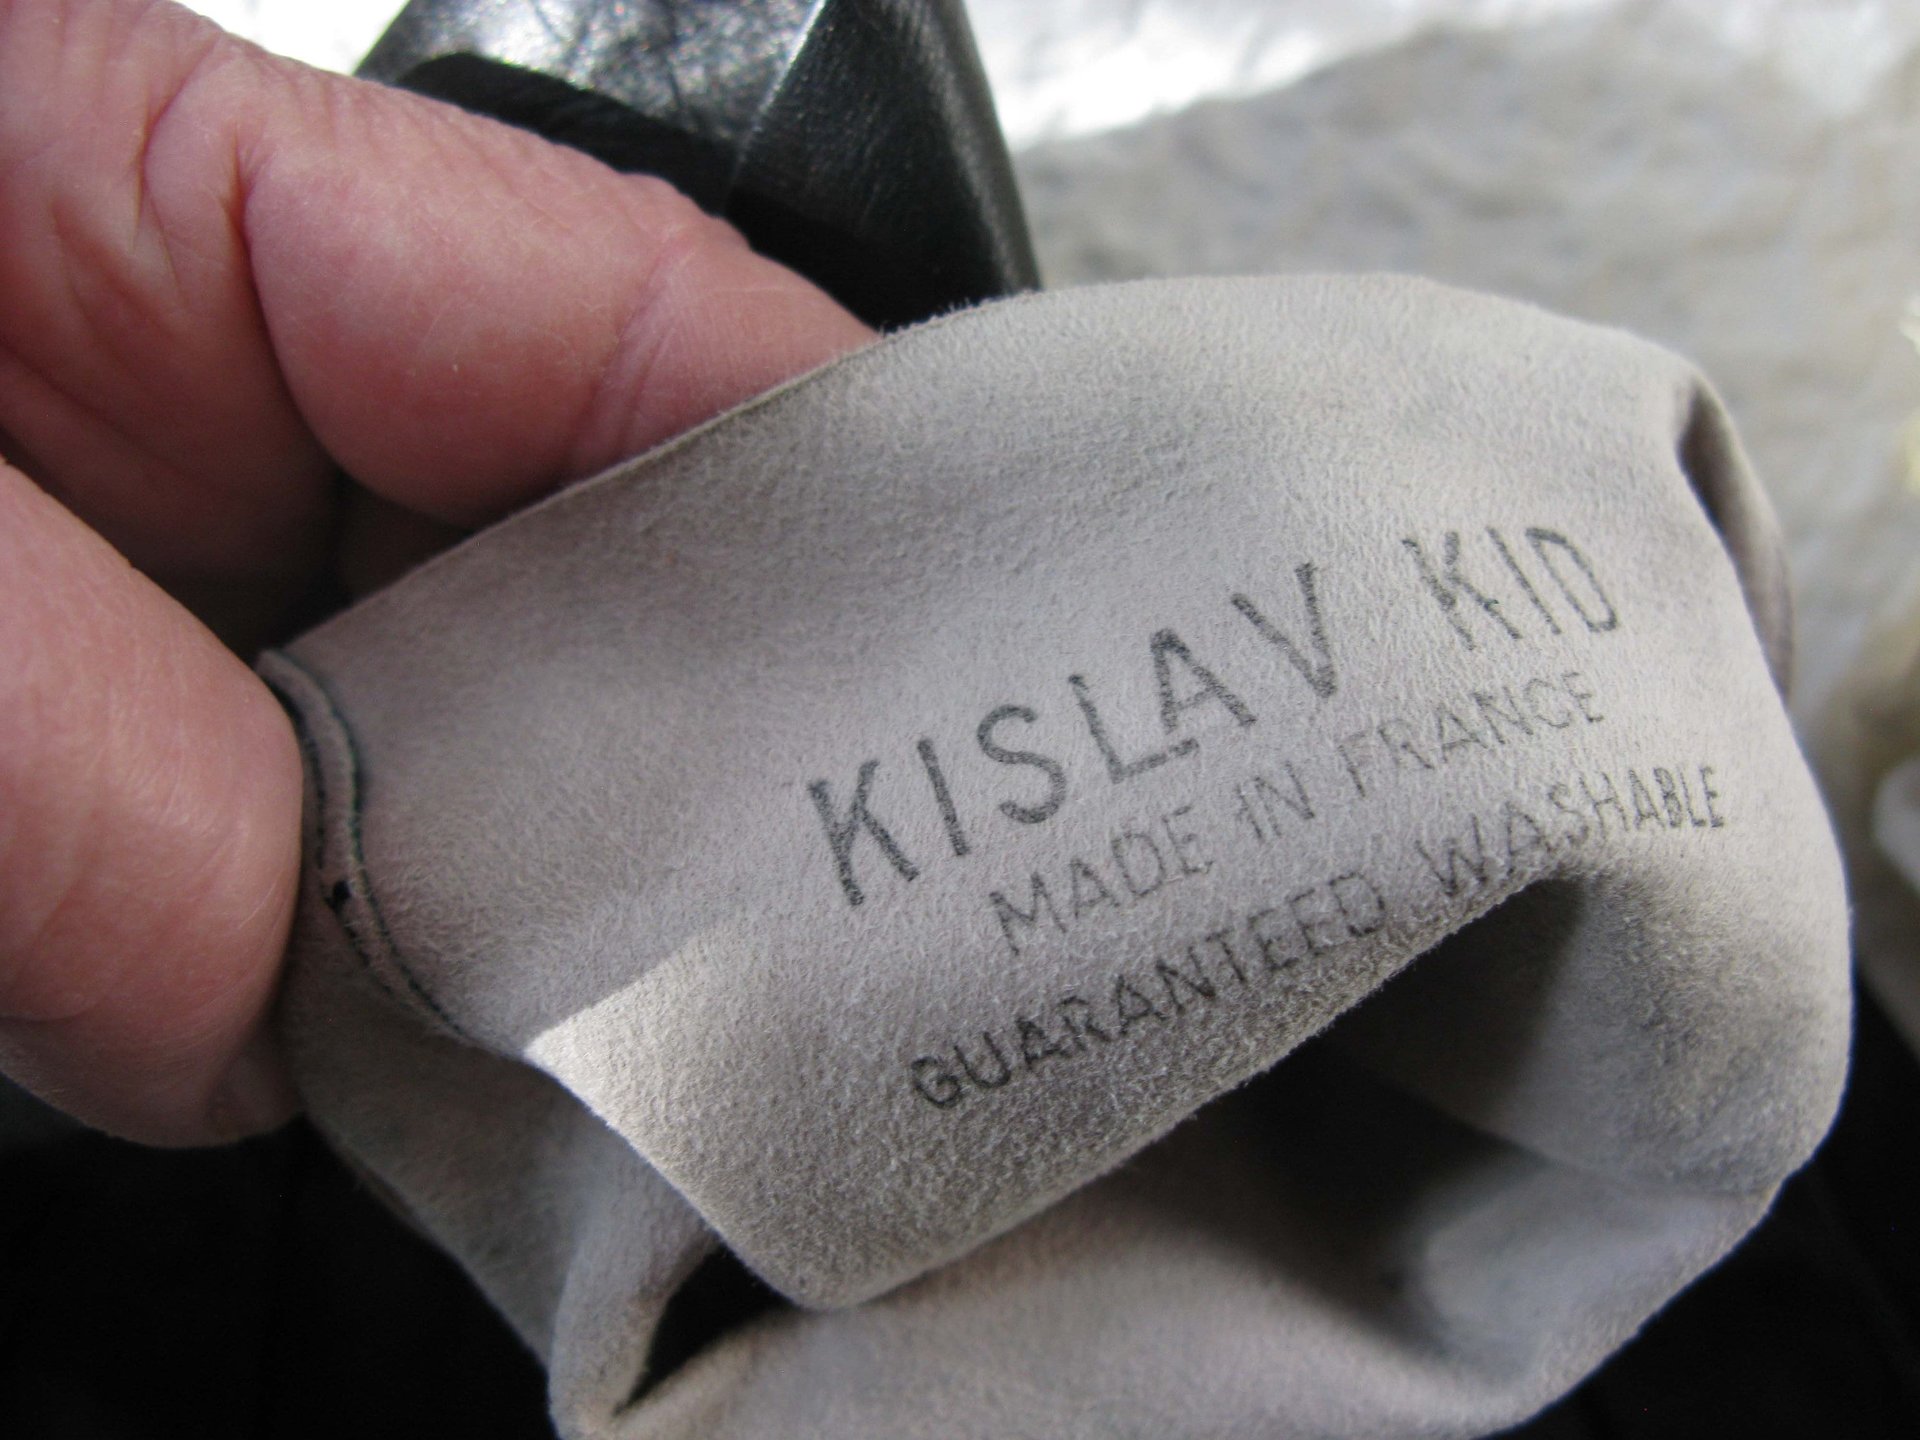 KISLAV KID
MADE IN FRANCE
GUARANTEED WASHABLE